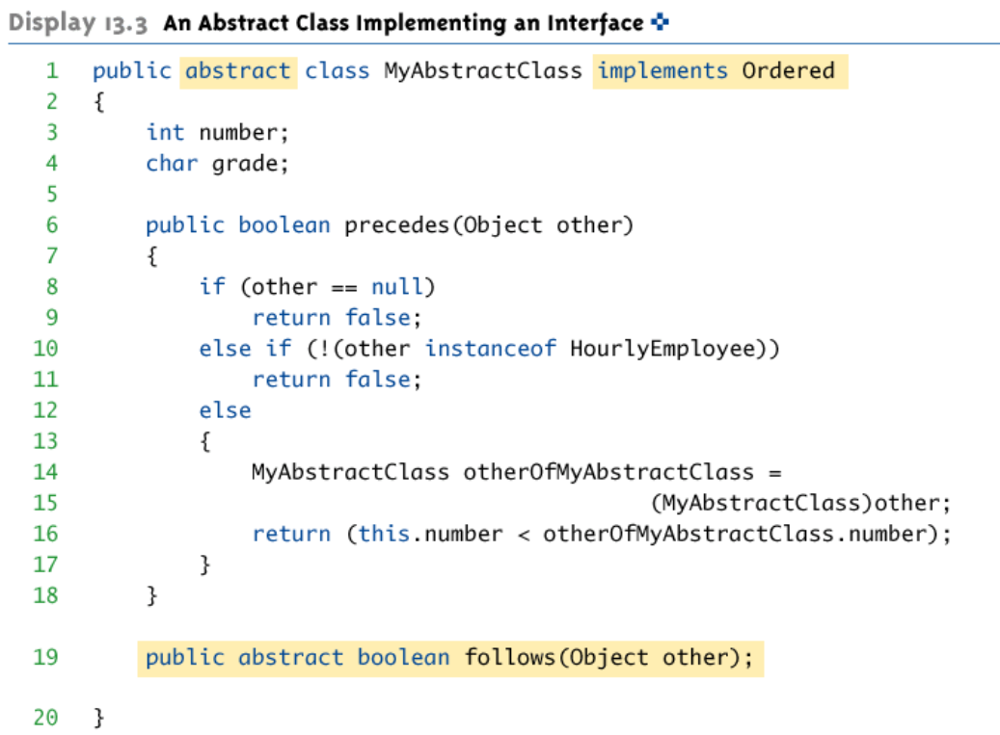 Display 13.3 An Abstract Class Implementing an Interface
1 public abstract class MyAbstractClass implements Ordered
2 {
3 int number;
4 char grade;
5
6 public boolean precedes(Object other)
7 {
8 if (other == null)
9 return false;
10 else if (!(other instanceof HourlyEmployee))
11 return false;
12 else
13 {
14 MyAbstractClass otherOfMyAbstractClass =
15 (MyAbstractClass)other;
16 return (this.number < otherOfMyAbstractClass.number);
17 }
18 }
19 public abstract boolean follows(Object other);
20 }